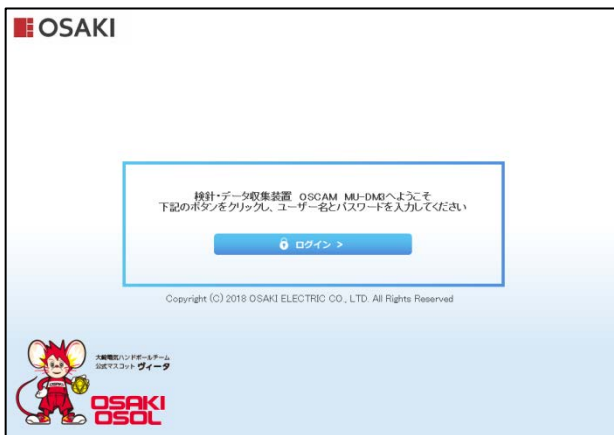 OSAKI
検針・データ収集装置 OSCAM MU-DM3へようこそ
下記のボタンをクリックし、ユーザー名とパスワードを入力してください
ログイン >
Copyright (C) 2018 OSAKI ELECTRIC CO., LTD. All Rights Reserved
大崎電気ハンドボールチーム
公式マスコット ヴィータ
OSAKI
OSOL